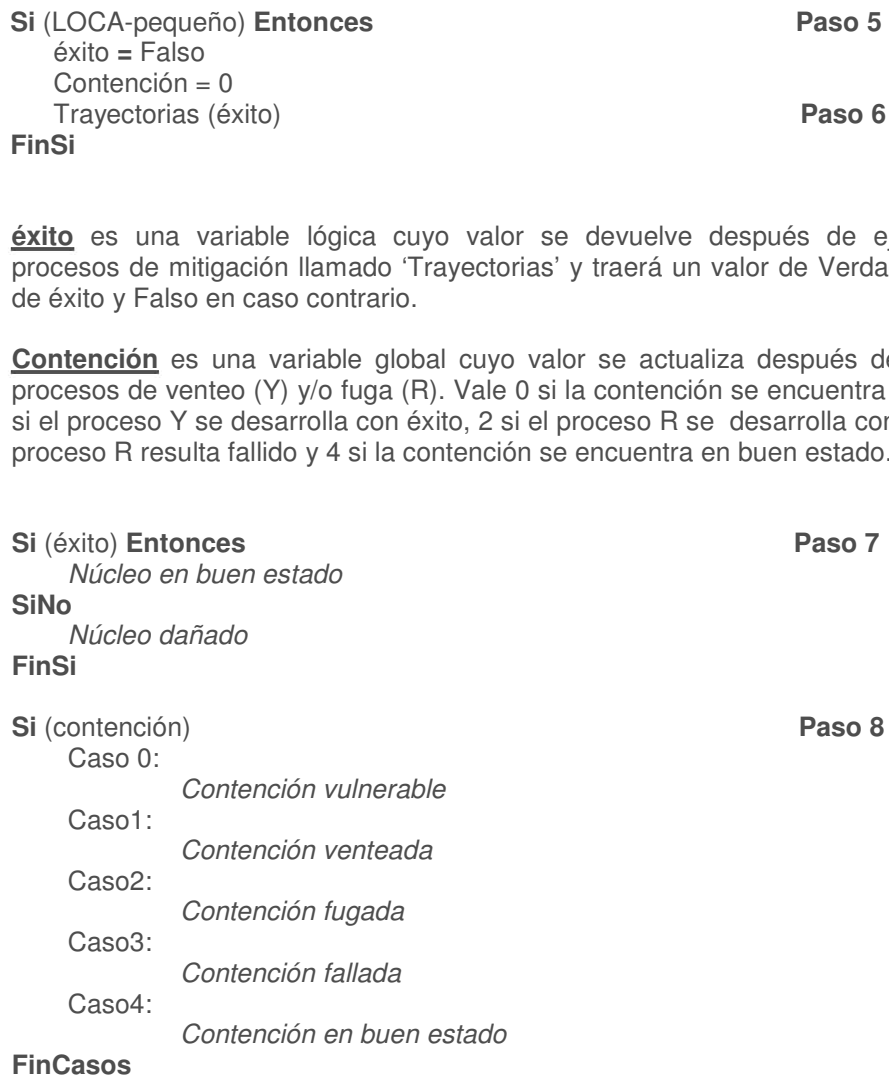 Si (LOCA-pequeño) Entonces Paso 5
éxito = Falso
Contención = 0
Trayectorias (éxito) Paso 6
FinSi
éxito es una variable lógica cuyo valor se devuelve después de
procesos de mitigación llamado ‘Trayectorias’ y traerá un valor de
de éxito y Falso en caso contrario.
Contención es una variable global cuyo valor se actualiza después
procesos de venteo (Y) y/o fuga (R). Vale 0 si la contención se encuentra
si el proceso Y se desarrolla con éxito, 2 si el proceso R se desarrolla
proceso R resulta fallido y 4 si la contención se encuentra en buen estado.
Si (éxito) Entonces Paso 7
Núcleo en buen estado
SiNo
Núcleo dañado
FinSi
Si (contención) Paso 8
Caso 0:
Contención vulnerable
Caso1:
Contención venteada
Caso2:
Contención fugada
Caso3:
Contención fallada
Caso4:
Contención en buen estado
FinCasos